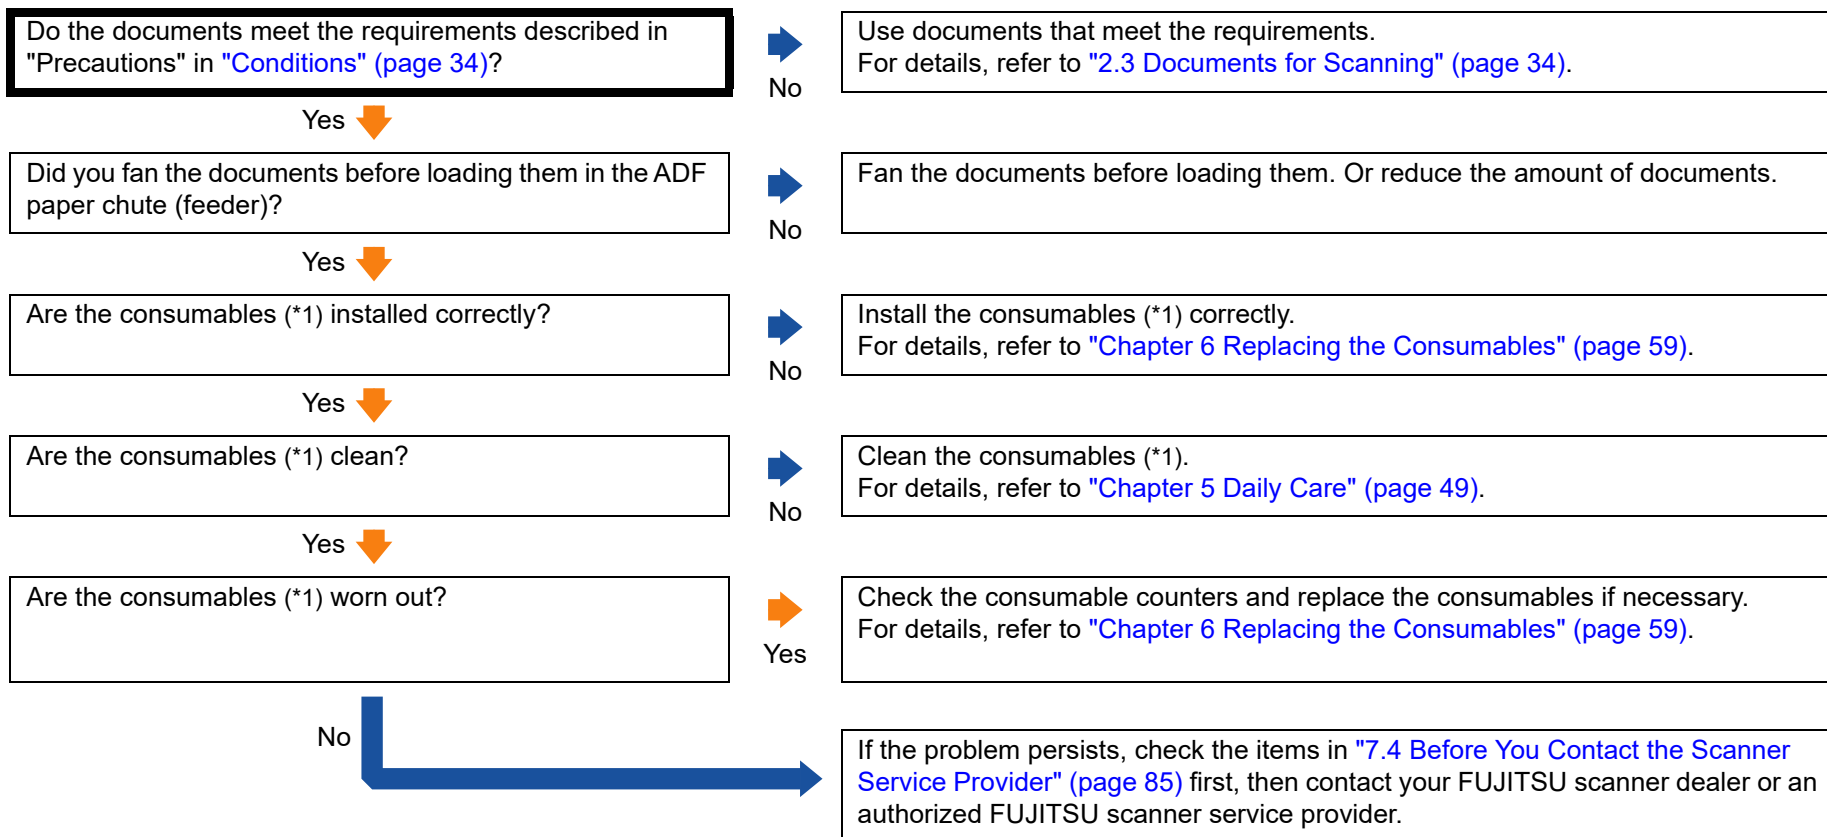 Do the documents meet the requirements described in
"Precautions" in "Conditions" (page 34)?
No
Use documents that meet the requirements.
For details, refer to "2.3 Documents for Scanning" (page 34).
Yes
Did you fan the documents before loading them in the ADF
paper chute (feeder)?
No
Fan the documents before loading them. Or reduce the amount of documents.
Yes
Are the consumables (*1) installed correctly?
No
Install the consumables (*1) correctly.
For details, refer to "Chapter 6 Replacing the Consumables" (page 59).
Yes
Are the consumables (*1) clean?
No
Clean the consumables (*1).
For details, refer to "Chapter 5 Daily Care" (page 49).
Yes
Are the consumables (*1) worn out?
Yes
Check the consumable counters and replace the consumables if necessary.
For details, refer to "Chapter 6 Replacing the Consumables" (page 59).
No
If the problem persists, check the items in "7.4 Before You Contact the Scanner
Service Provider" (page 85) first, then contact your FUJITSU scanner dealer or an
authorized FUJITSU scanner service provider.